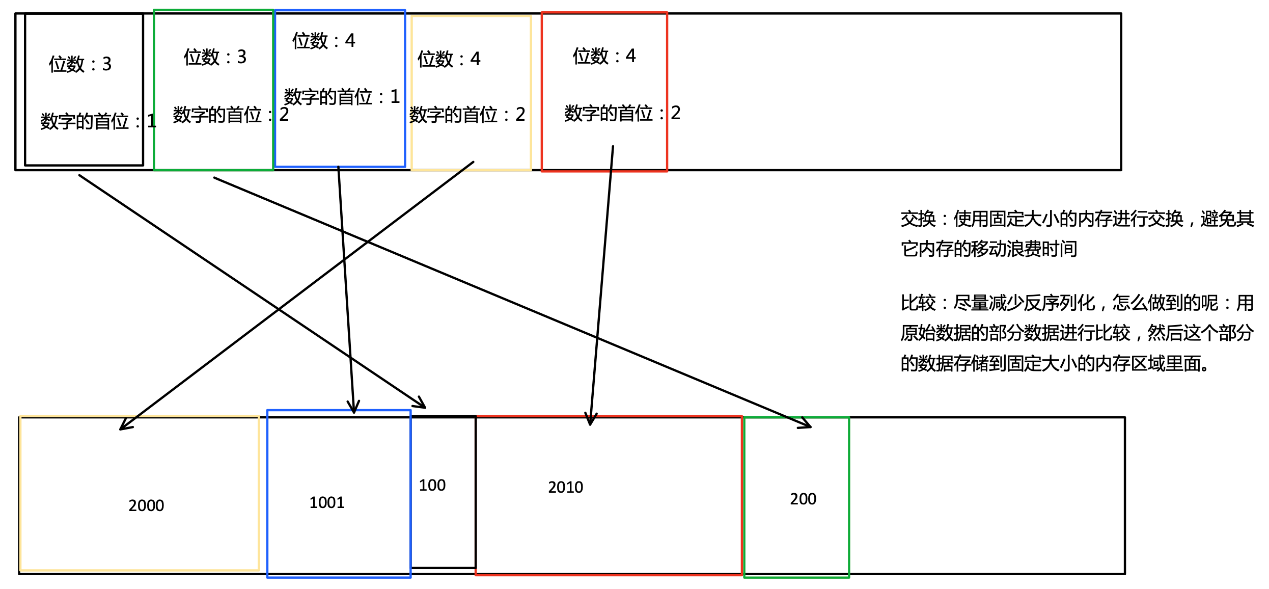 位数：3
数字的首位：1
位数：3
数字的首位：2
位数：4
数字的首位：1
位数：4
数字的首位：2
位数：4
数字的首位：2
交换：使用固定大小的内存进行交换，避免其
它内存的移动浪费时间
比较：尽量减少反序列化，怎么做到的呢：用
原始数据的部分数据进行比较，然后这个部分
的数据存储到固定大小的内存区域里面。
2000
1001
100
2010
200